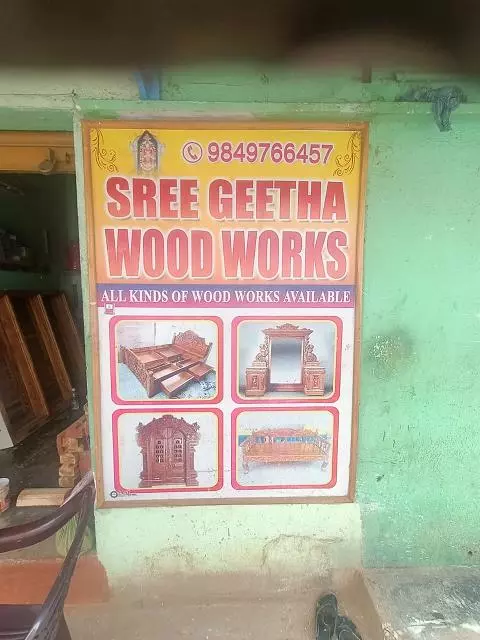 9849766457
SREE GEETHA
WOOD WORKS
ALL KINDS OF WOOD WORKS AVAILABLE